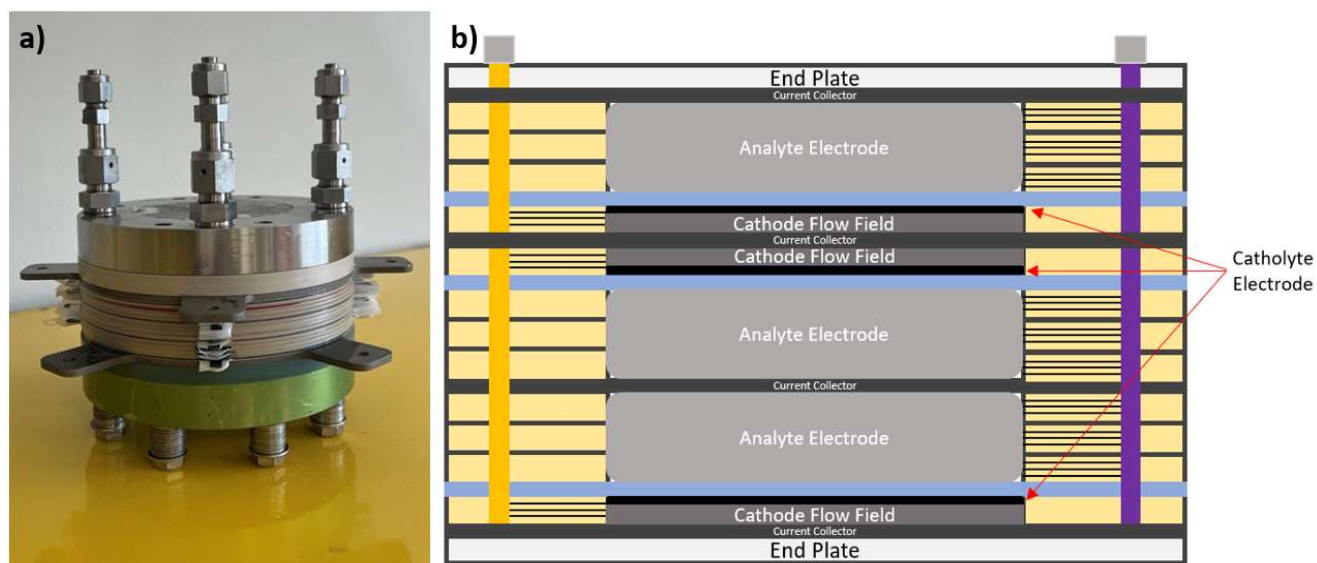 a)
b)
End Plate
Current Collector
Analyte Electrode
Cathode Flow Field
Current Collector
Cathode Flow Field
Catholyte
Electrode
Analyte Electrode
Current Collector
Analyte Electrode
Cathode Flow Field
Current Collector
End Plate